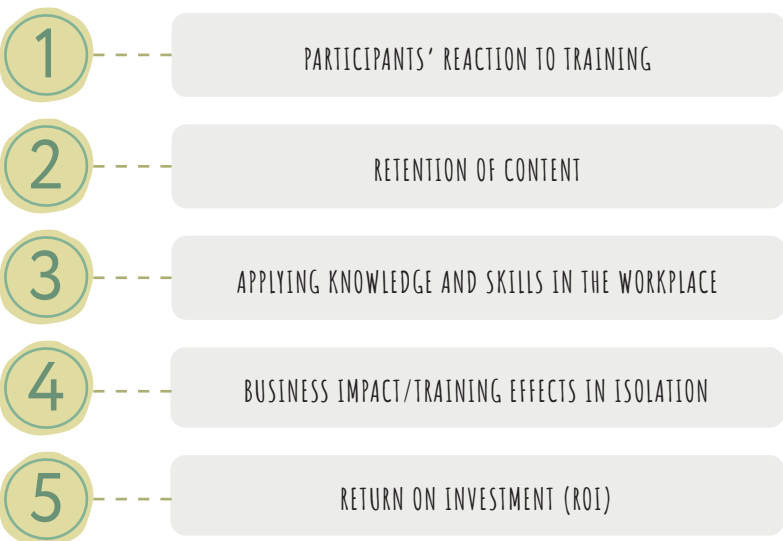 1
PARTICIPANTS' REACTION TO TRAINING
2
RETENTION OF CONTENT
3
APPLYING KNOWLEDGE AND SKILLS IN THE WORKPLACE
4
BUSINESS IMPACT/TRAINING EFFECTS IN ISOLATION
5
RETURN ON INVESTMENT (ROI)